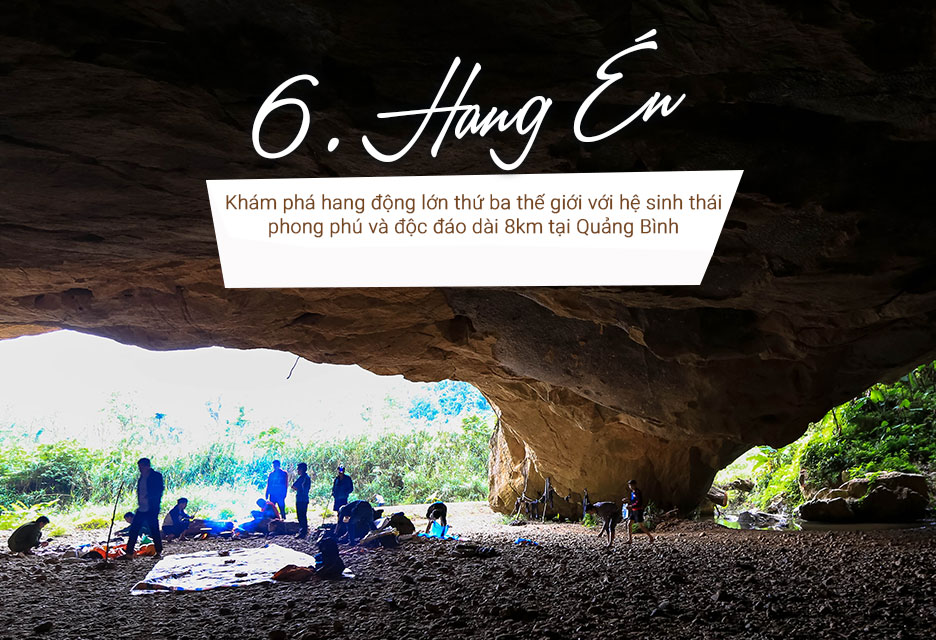 6. Hang Én
Khám phá hang động lớn thứ ba thế giới với hệ sinh thái
phong phú và độc đáo dài 8km tại Quảng Bình